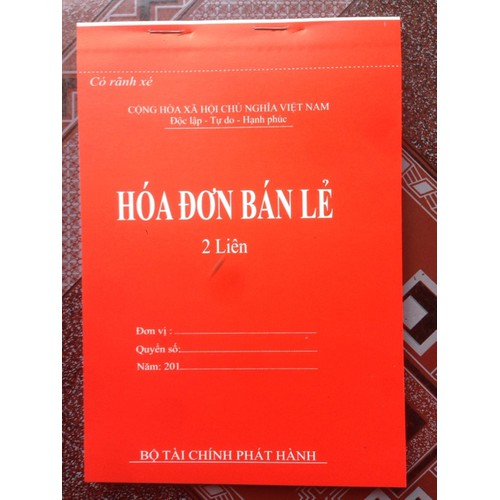 Có rãnh xé
CỘNG HÒA XÃ HỘI CHỦ NGHĨA VIỆT NAM
Độc lập - Tự do - Hạnh phúc
HÓA ĐƠN BÁN LẺ
2 Liên
Đơn vị :
Quyển số:
Năm: 201
BỘ TÀI CHÍNH PHÁT HÀNH